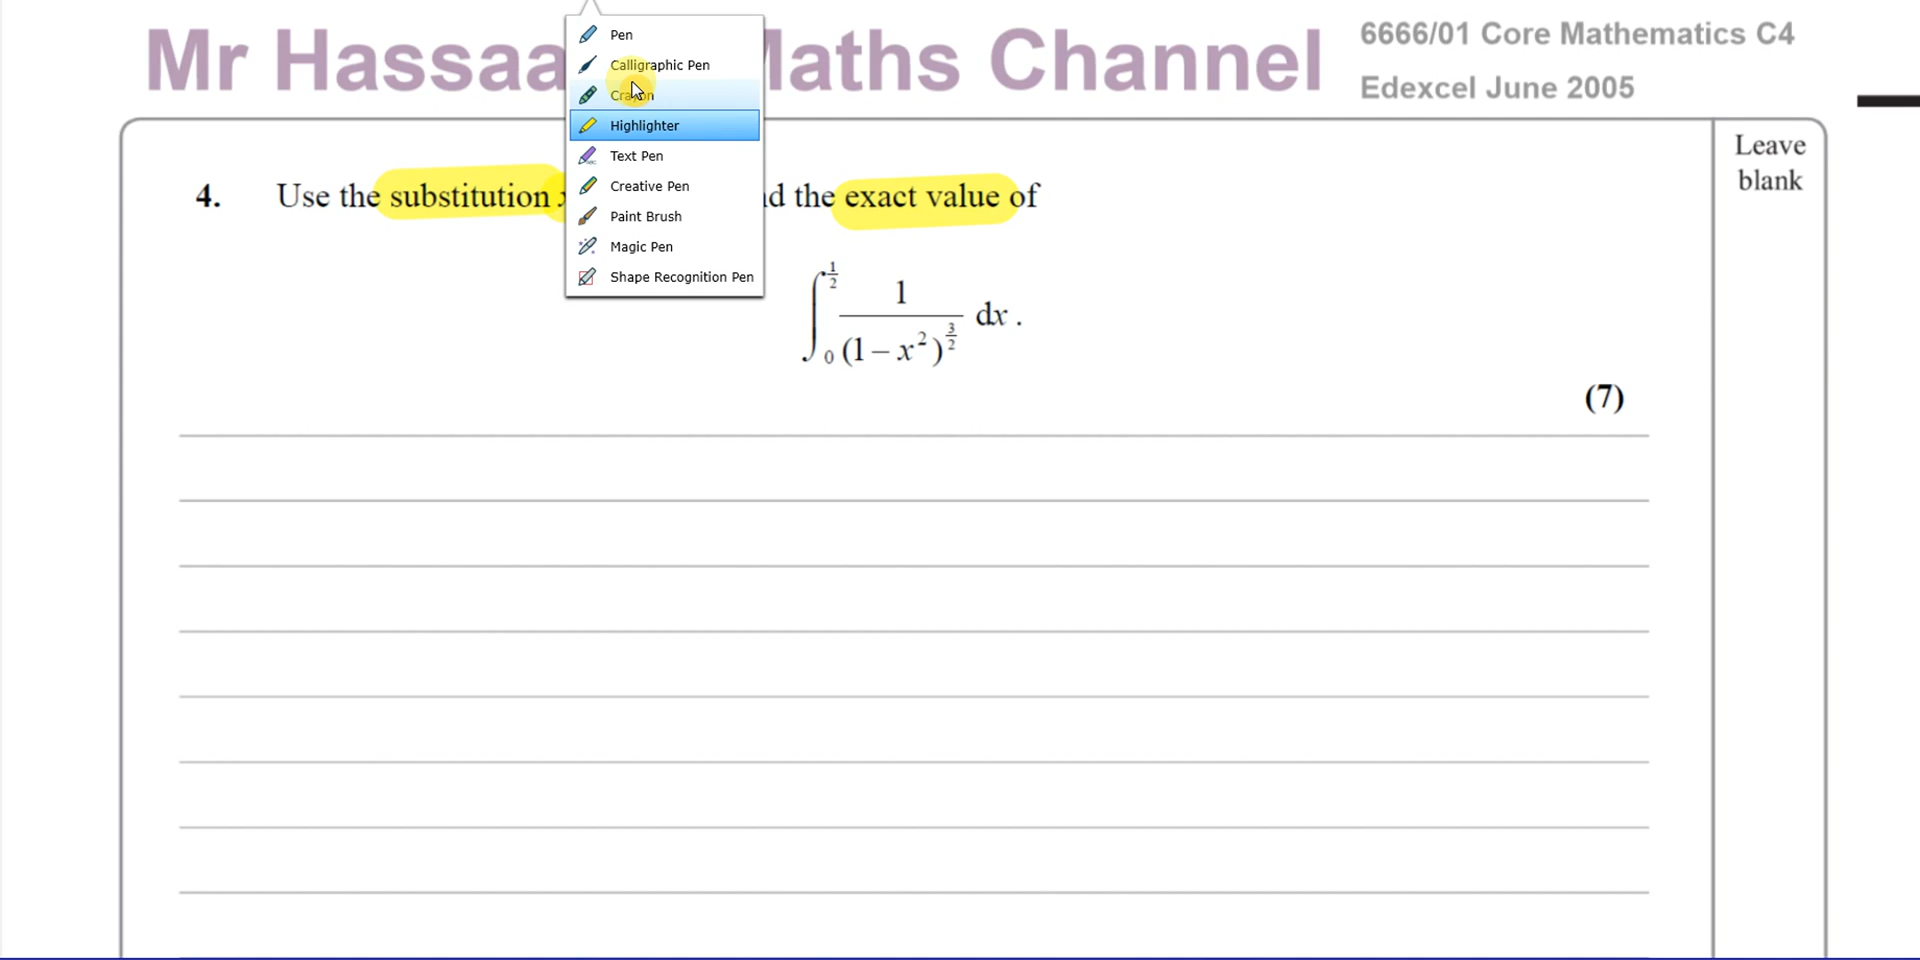 Mr Hassaa
Maths Channel
6666/01 Core Mathematics C4
Edexcel June 2005
Pen
Calligraphic Pen
Crayon
Highlighter
Text Pen
Creative Pen
Paint Brush
Magic Pen
Shape Recognition Pen
Leave
blank
4. Use the substitution
the exact value of
∫₀^{1/2} 1/(1 − x²)^{3/2} dx .
(7)